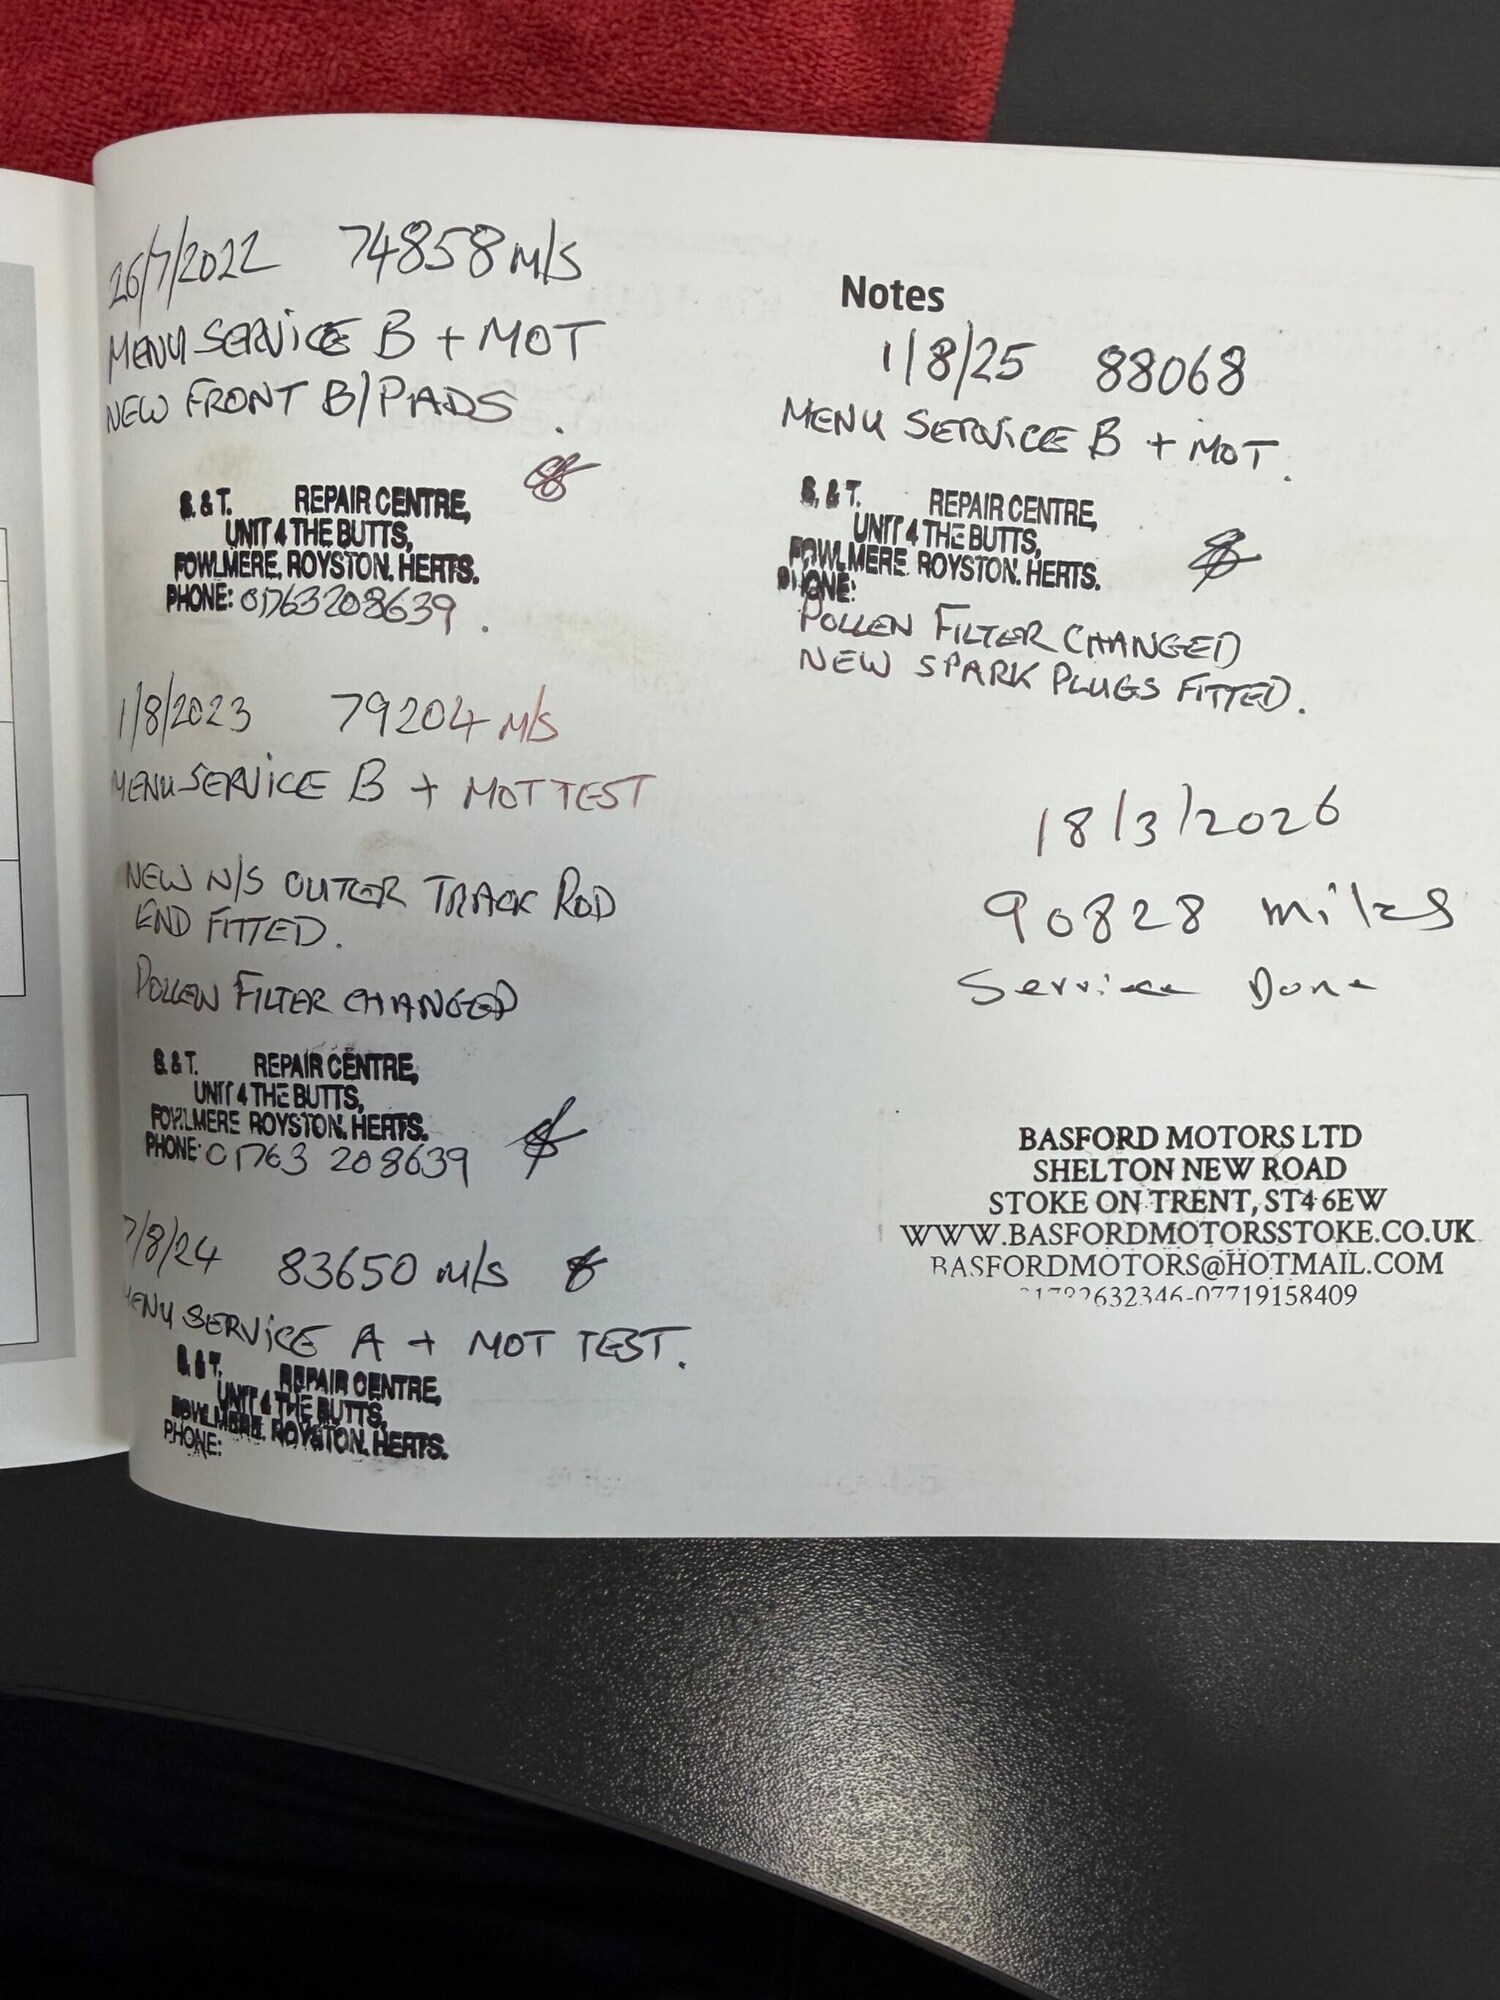 26/7/2022 74858 M/S
MENU SERVICE B + MOT
NEW FRONT B/PADS.
S. & T. REPAIR CENTRE,
UNIT 4 THE BUTTS,
FOWLMERE, ROYSTON. HERTS.
PHONE: 01763208639.
1/8/2023 79204 M/S
MENU SERVICE B + MOT TEST
NEW N/S OUTER TRACK ROD
END FITTED.
POLLEN FILTER CHANGED
S. & T. REPAIR CENTRE,
UNIT 4 THE BUTTS,
FOWLMERE ROYSTON. HERTS.
PHONE: 01763 208639
7/8/24 83650 M/S
MENU SERVICE A + MOT TEST.
S. & T. REPAIR CENTRE,
UNIT 4 THE BUTTS,
FOWLMERE, ROYSTON. HERTS.
PHONE:
Notes
1/8/25 88068
MENU SERVICE B + MOT.
S. & T. REPAIR CENTRE,
UNIT 4 THE BUTTS,
FOWLMERE ROYSTON. HERTS.
PHONE:
POLLEN FILTER CHANGED
NEW SPARK PLUGS FITTED.
18/3/2026
90828 miles
Service Done
BASFORD MOTORS LTD
SHELTON NEW ROAD
STOKE ON TRENT, ST4 6EW
WWW.BASFORDMOTORSSTOKE.CO.UK
BASFORDMOTORS@HOTMAIL.COM
01782632346-07719158409